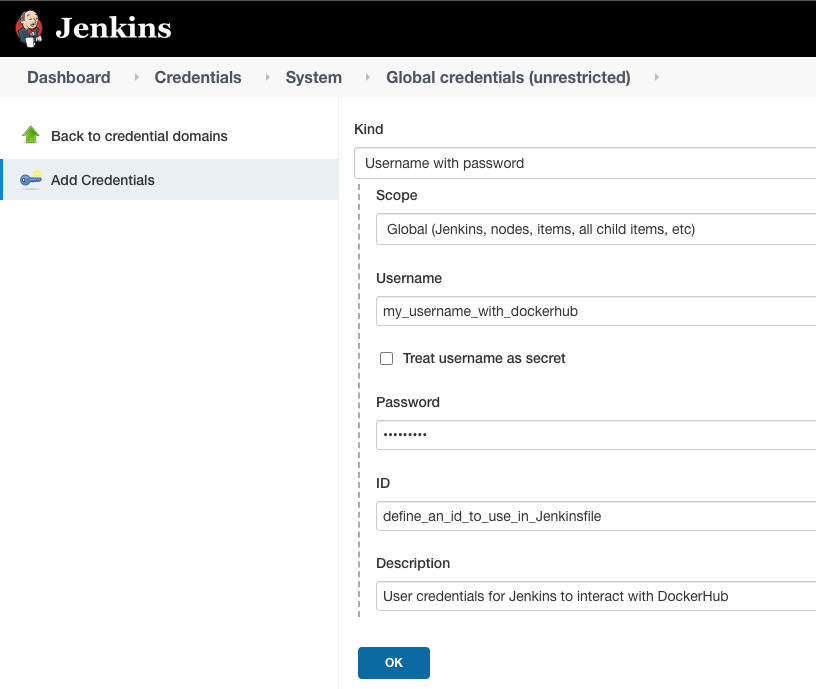 Jenkins
Dashboard Credentials System Global credentials (unrestricted)
Back to credential domains
Add Credentials
Kind
Username with password
Scope
Global (Jenkins, nodes, items, all child items, etc)
Username
my_username_with_dockerhub
Treat username as secret
Password
•••••••••
ID
define_an_id_to_use_in_Jenkinsfile
Description
User credentials for Jenkins to interact with DockerHub
OK